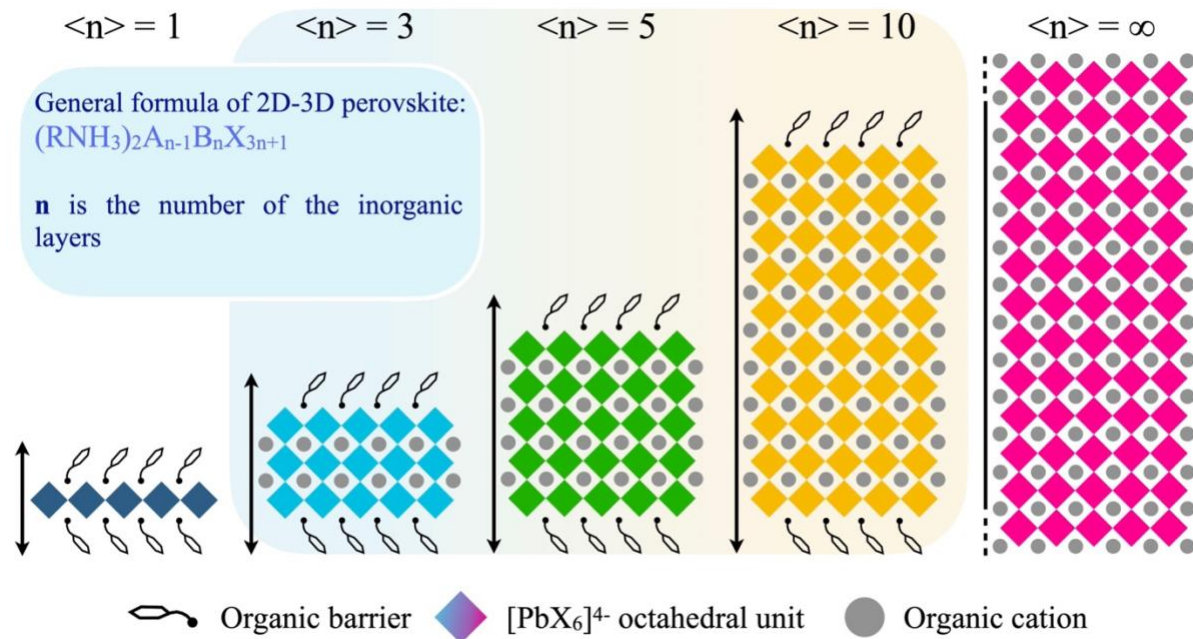 <n> = 1
<n> = 3
<n> = 5
<n> = 10
<n> = ∞
General formula of 2D-3D perovskite:
(RNH₃)₂Aₙ₋₁BₙX₃ₙ₊₁
n is the number of the inorganic
layers
Organic barrier
[PbX₆]⁴⁻ octahedral unit
Organic cation